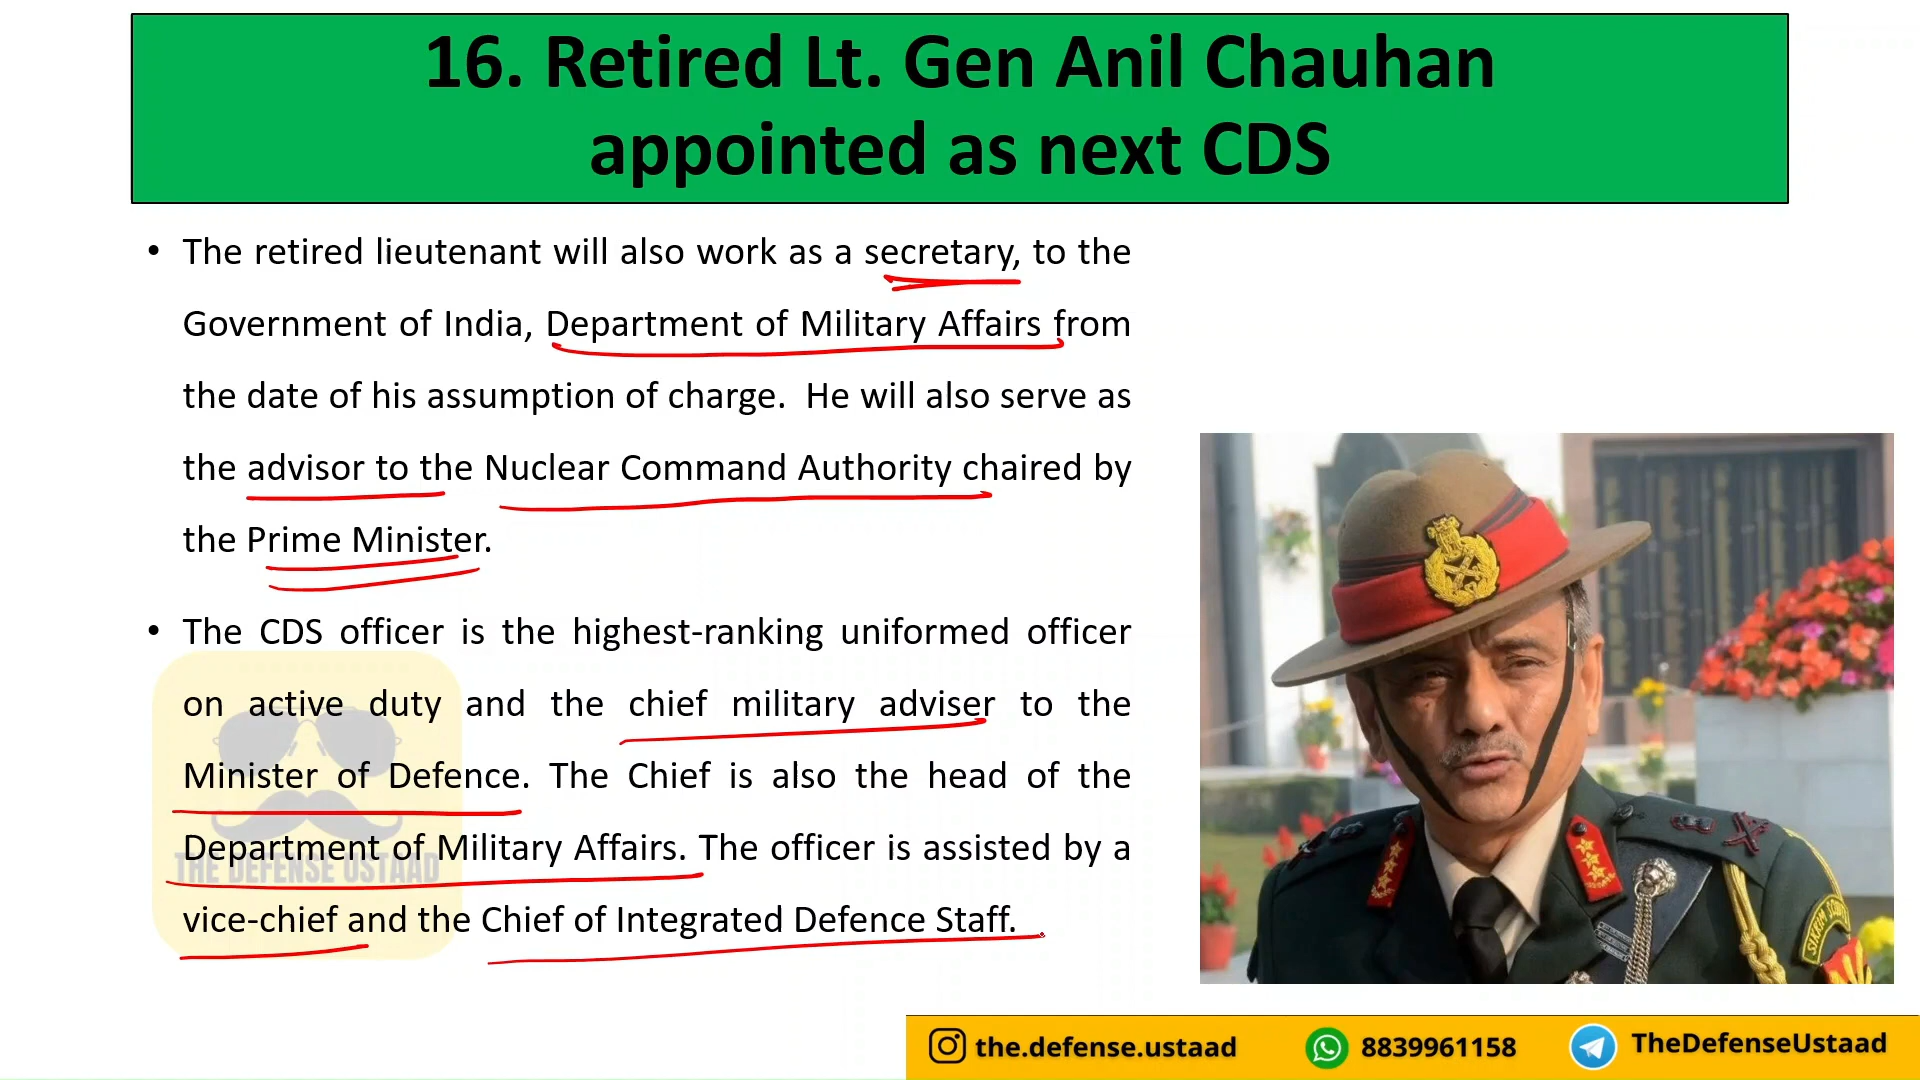 16. Retired Lt. Gen Anil Chauhan
appointed as next CDS
• The retired lieutenant will also work as a secretary, to the
Government of India, Department of Military Affairs from
the date of his assumption of charge. He will also serve as
the advisor to the Nuclear Command Authority chaired by
the Prime Minister.
• The CDS officer is the highest-ranking uniformed officer
on active duty and the chief military adviser to the
Minister of Defence. The Chief is also the head of the
Department of Military Affairs. The officer is assisted by a
THE DEFENSE USTAAD
vice-chief and the Chief of Integrated Defence Staff.
the.defense.ustaad
8839961158
TheDefenseUstaad